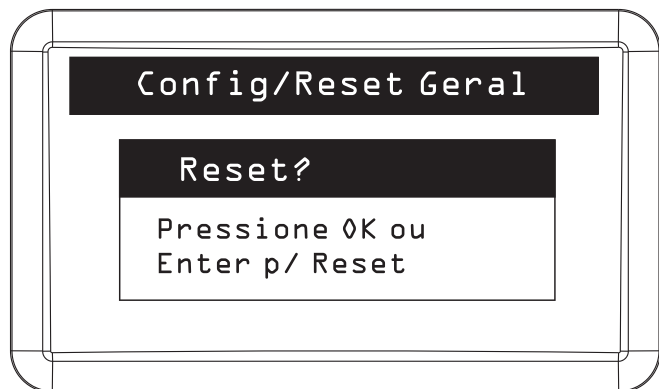 Config/Reset Geral
Reset?
Pressione OK ou
Enter p/ Reset